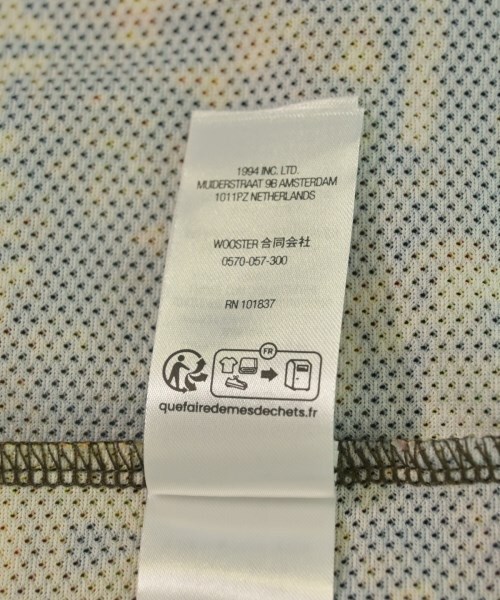 1994 INC. LTD.
MUIDERSTRAAT 9B AMSTERDAM
1011PZ NETHERLANDS
WOOSTER 合同会社
0570-057-300
RN 101837
FR
quefairedemesdechets.fr